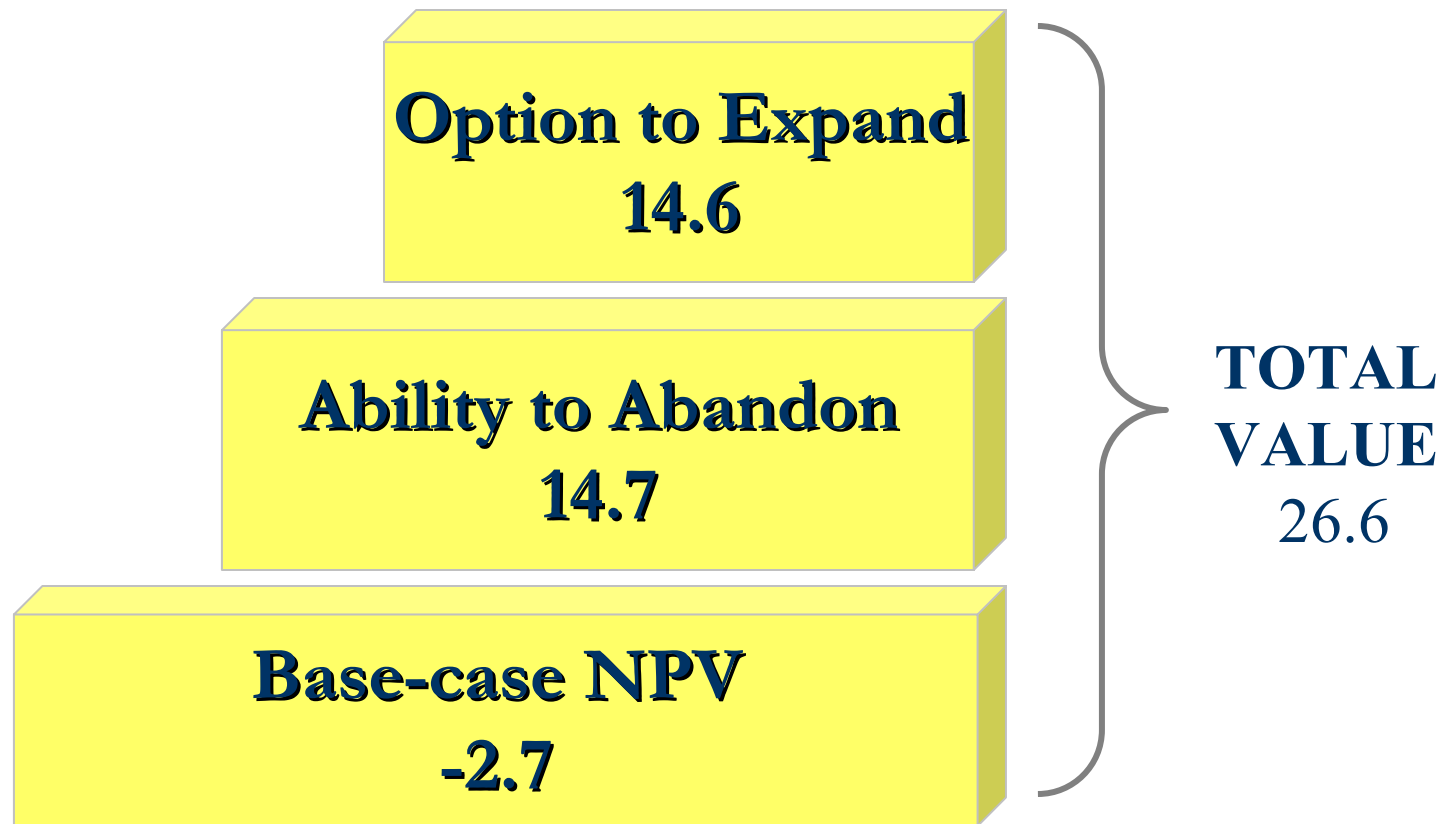 Option to Expand
14.6
Ability to Abandon
14.7
Base-case NPV
-2.7
TOTAL
VALUE
26.6